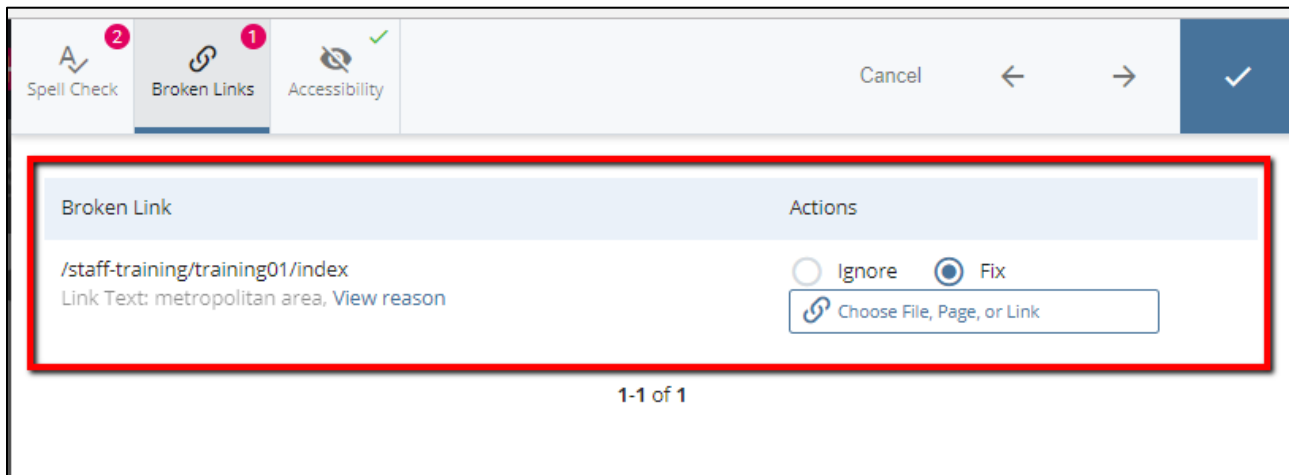 2
1
Spell Check
Broken Links
Accessibility
Cancel
Broken Link
Actions
/staff-training/training01/index
Ignore
Fix
Link Text: metropolitan area, View reason
Choose File, Page, or Link
1-1 of 1